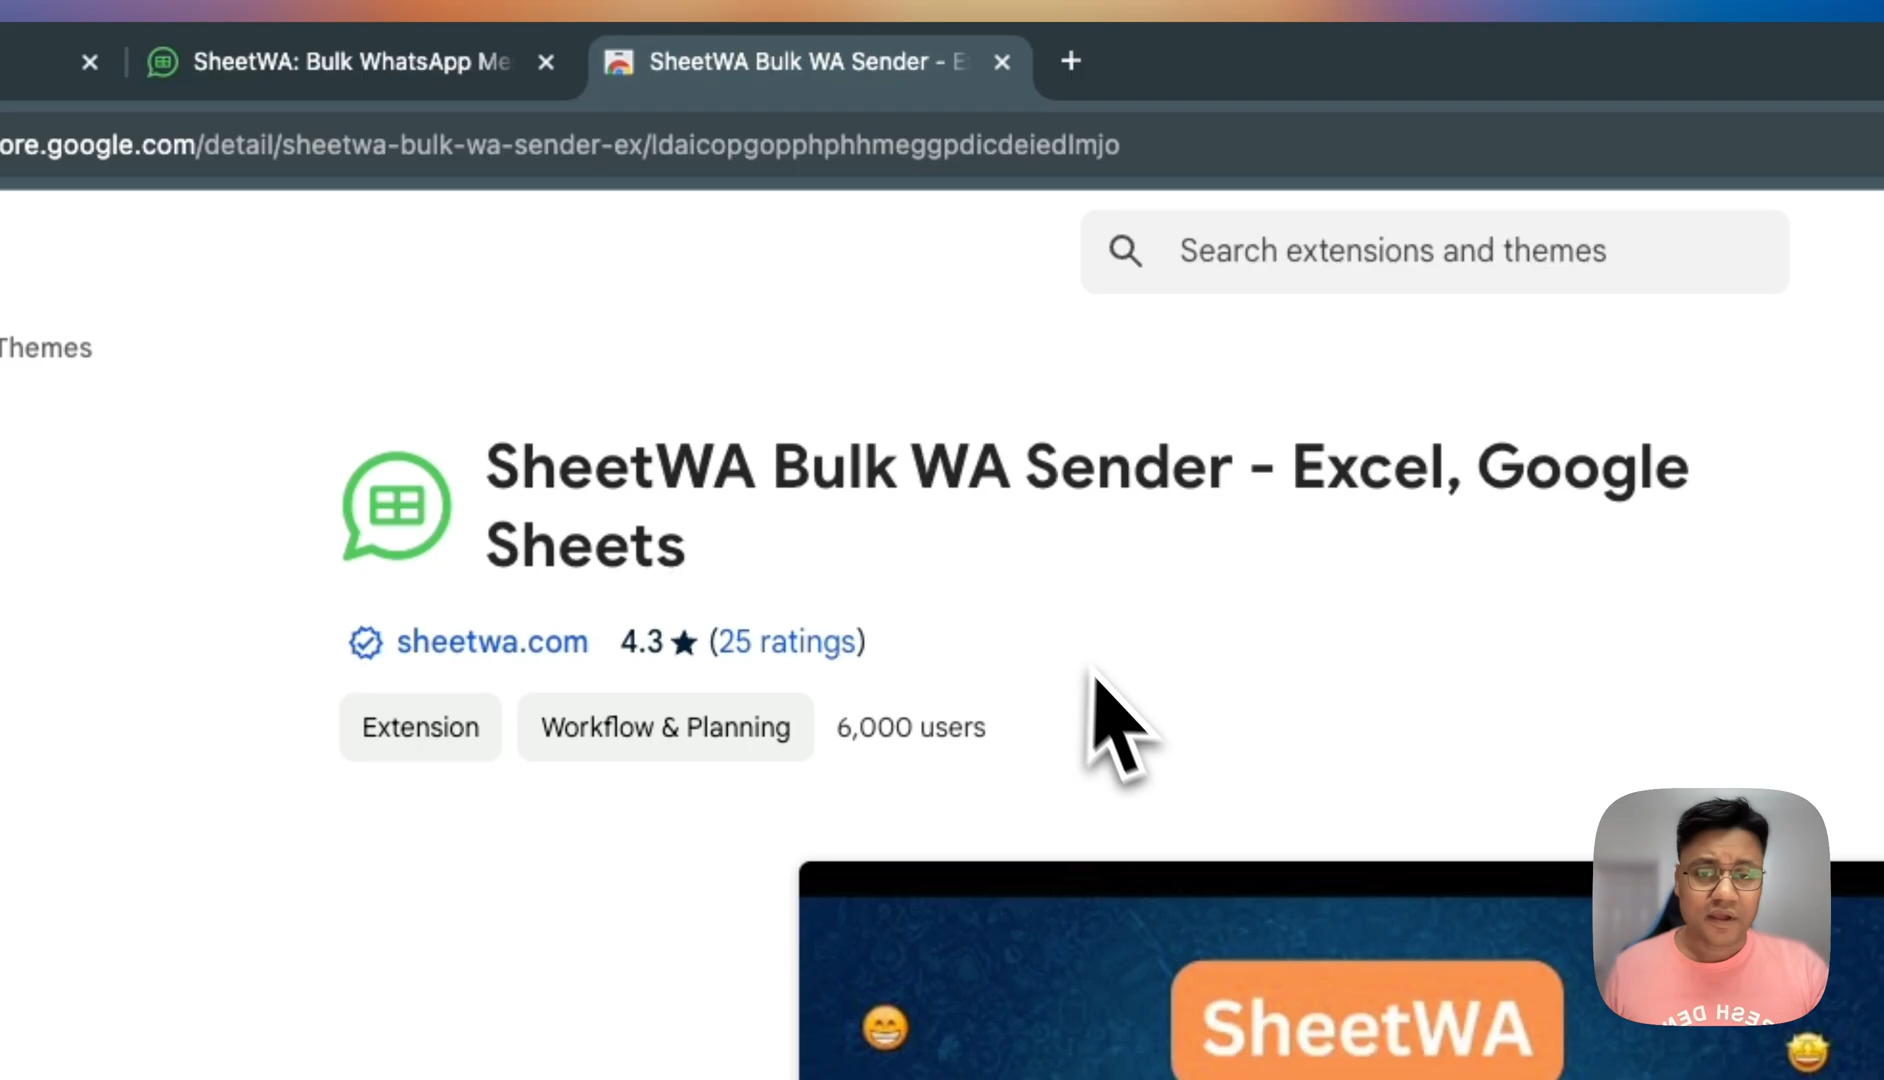 SheetWA: Bulk WhatsApp Me
SheetWA Bulk WA Sender - E
ore.google.com/detail/sheetwa-bulk-wa-sender-ex/ldaicopgopphphhmeggpdicdeiedlmjo
Search extensions and themes
Themes
SheetWA Bulk WA Sender - Excel, Google
Sheets
sheetwa.com 4.3 ★ (25 ratings)
Extension Workflow & Planning 6,000 users
SheetWA